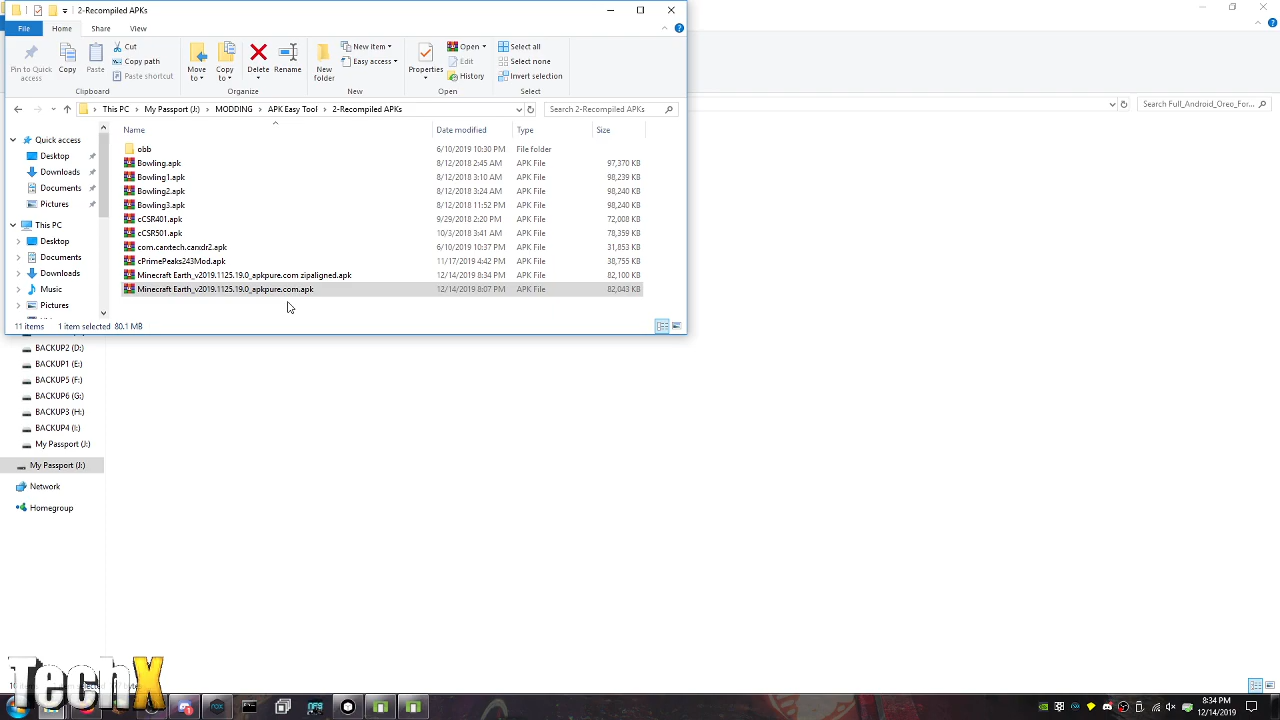 2-Recompiled APKs
File Home Share View
Pin to Quick access
Copy
Paste
Cut
Copy path
Paste shortcut
Clipboard
Move to
Copy to
Delete
Rename
Organize
New folder
New item
Easy access
New
Properties
Open
Edit
History
Open
Select all
Select none
Invert selection
Select
This PC My Passport (J:) MODDING APK Easy Tool 2-Recompiled APKs
Search 2-Recompiled APKs
Search Full_Android_Oreo_For...
Name Date modified Type Size
obb 6/10/2019 10:30 PM File folder
Bowling.apk 8/12/2018 2:45 AM APK File 97,370 KB
Bowling1.apk 8/12/2018 3:10 AM APK File 98,239 KB
Bowling2.apk 8/12/2018 3:24 AM APK File 98,240 KB
Bowling3.apk 8/12/2018 11:52 PM APK File 98,240 KB
cCSR401.apk 9/29/2018 2:20 PM APK File 72,008 KB
cCSR501.apk 10/3/2018 3:41 AM APK File 78,359 KB
com.carxtech.carxdr2.apk 6/10/2019 10:37 PM APK File 31,853 KB
cPrimePeaks243Mod.apk 11/17/2019 4:42 PM APK File 38,755 KB
Minecraft Earth_v2019.1125.19.0_apkpure.com zipaligned.apk 12/14/2019 8:34 PM APK File 82,100 KB
Minecraft Earth_v2019.1125.19.0_apkpure.com.apk 12/14/2019 8:07 PM APK File 82,043 KB
Quick access
Desktop
Downloads
Documents
Pictures
This PC
Desktop
Documents
Downloads
Music
Pictures
11 items 1 item selected 80.1 MB
BACKUP2 (D:)
BACKUP1 (E:)
BACKUP5 (F:)
BACKUP6 (G:)
BACKUP3 (H:)
BACKUP4 (I:)
My Passport (J:)
My Passport (J:)
Network
Homegroup
TechX
8:34 PM
12/14/2019